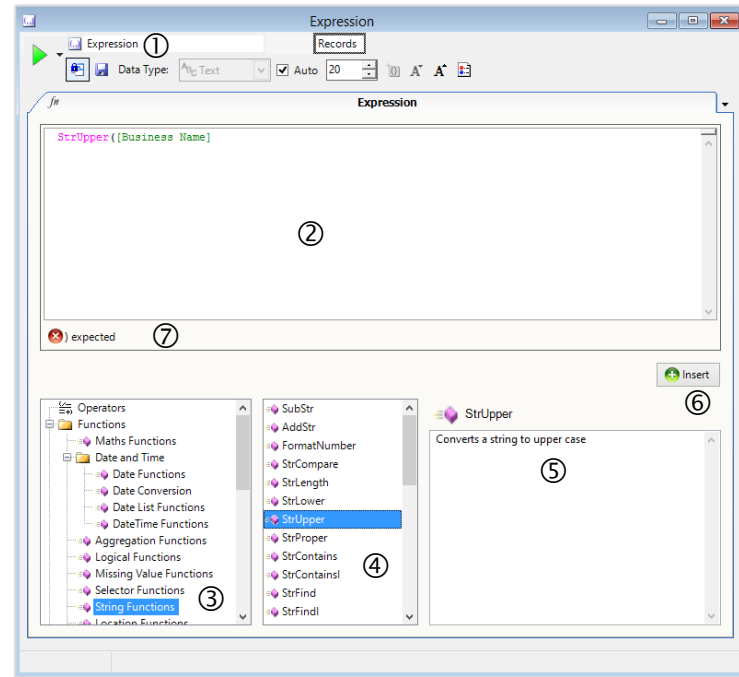 Expression
Expression ①
Records
Data Type: ABC Text Auto 20 A A
fn Expression
StrUpper([Business Name]
②
) expected ⑦
Insert
⑥
Operators
Functions
Maths Functions
Date and Time
Date Functions
Date Conversion
Date List Functions
DateTime Functions
Aggregation Functions
Logical Functions
Missing Value Functions
Selector Functions
String Functions
Location Functions
③
SubStr
AddStr
FormatNumber
StrCompare
StrLength
StrLower
StrUpper
StrProper
StrContains
StrContainsI
StrFind
StrFindI
④
StrUpper
Converts a string to upper case
⑤